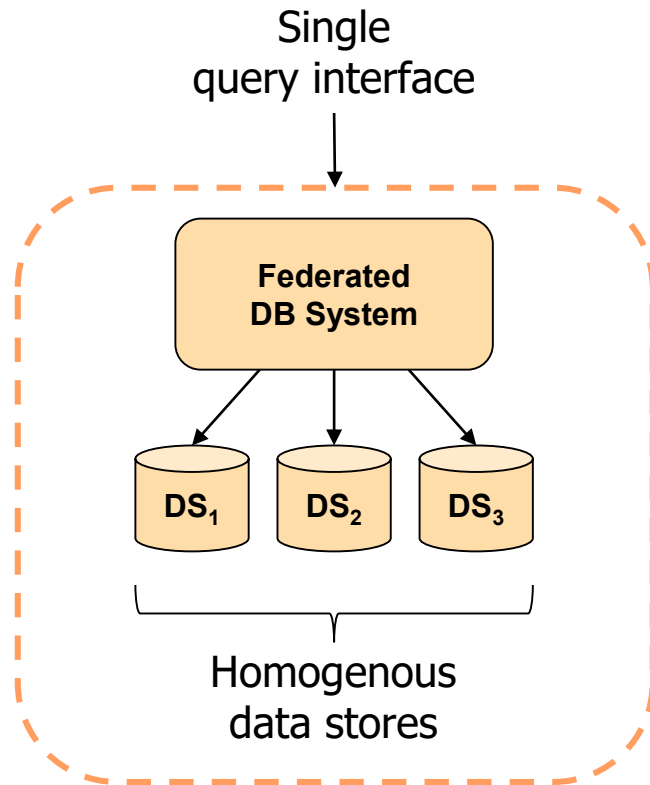 Single
query interface
Federated
DB System
DS₁ DS₂ DS₃
Homogenous
data stores